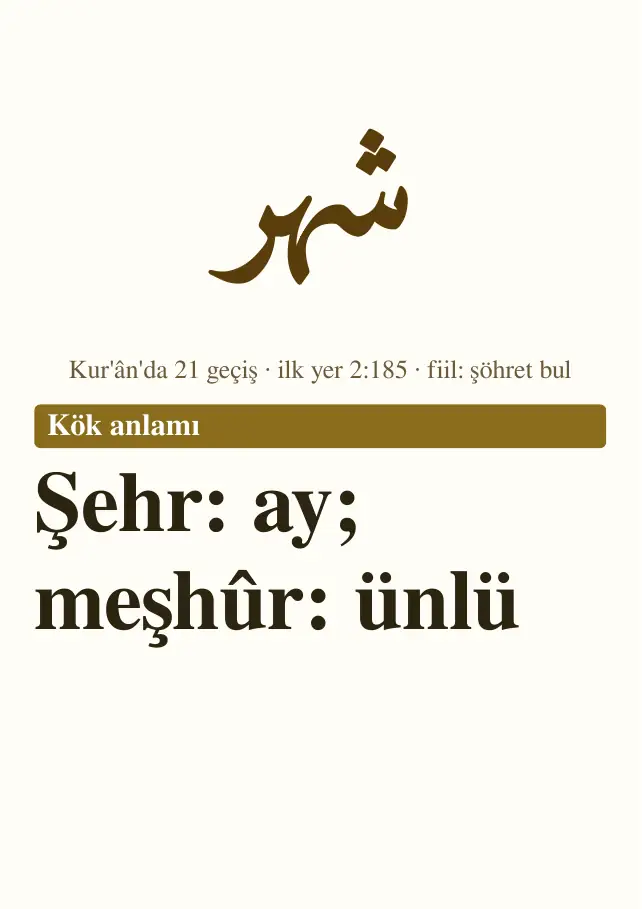 شهر
Kur'ân'da 21 geçiş · ilk yer 2:185 · fiil: şöhret bul
Kök anlamı
Şehr: ay;
meşhûr: ünlü